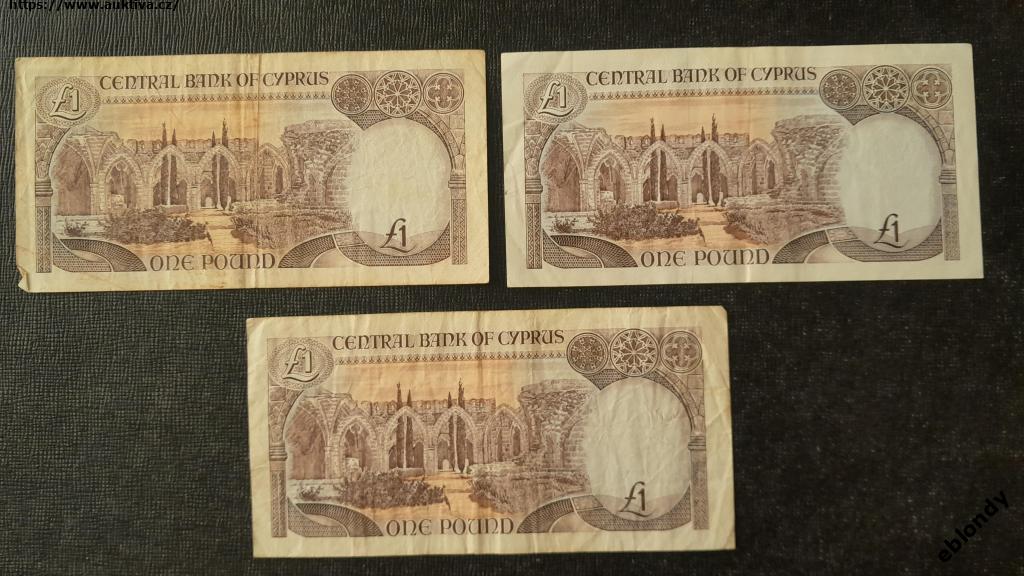 https://www.auktiva.cz/
CENTRAL BANK OF CYPRUS
£1
£1
ONE POUND
CENTRAL BANK OF CYPRUS
£1
£1
ONE POUND
CENTRAL BANK OF CYPRUS
£1
£1
ONE POUND
eblondy